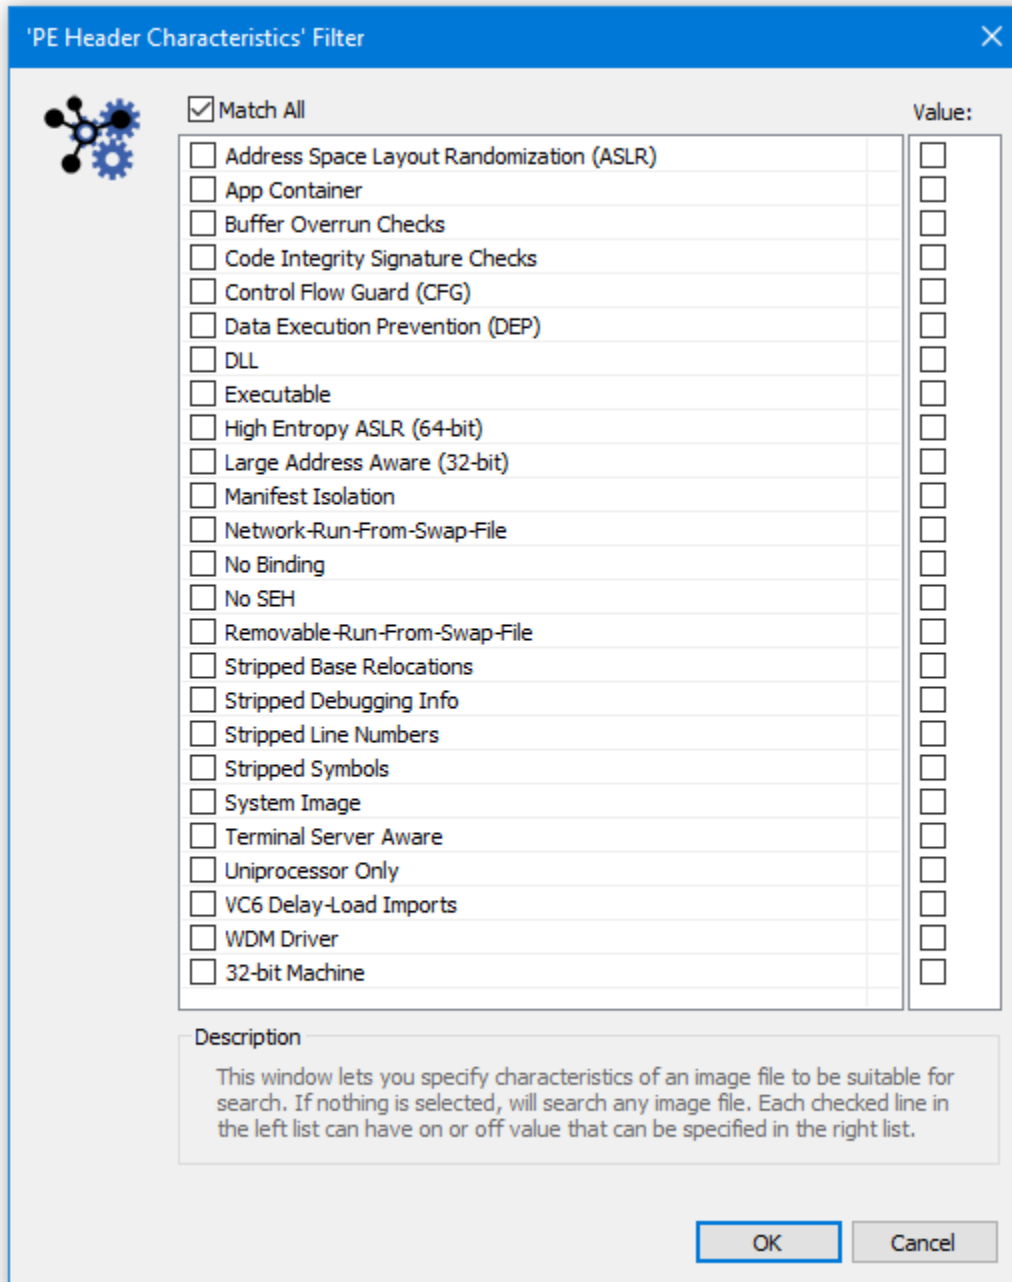 'PE Header Characteristics' Filter
Match All
Value:
Address Space Layout Randomization (ASLR)
App Container
Buffer Overrun Checks
Code Integrity Signature Checks
Control Flow Guard (CFG)
Data Execution Prevention (DEP)
DLL
Executable
High Entropy ASLR (64-bit)
Large Address Aware (32-bit)
Manifest Isolation
Network-Run-From-Swap-File
No Binding
No SEH
Removable-Run-From-Swap-File
Stripped Base Relocations
Stripped Debugging Info
Stripped Line Numbers
Stripped Symbols
System Image
Terminal Server Aware
Uniprocessor Only
VC6 Delay-Load Imports
WDM Driver
32-bit Machine
Description
This window lets you specify characteristics of an image file to be suitable for
search. If nothing is selected, will search any image file. Each checked line in
the left list can have on or off value that can be specified in the right list.
OK
Cancel